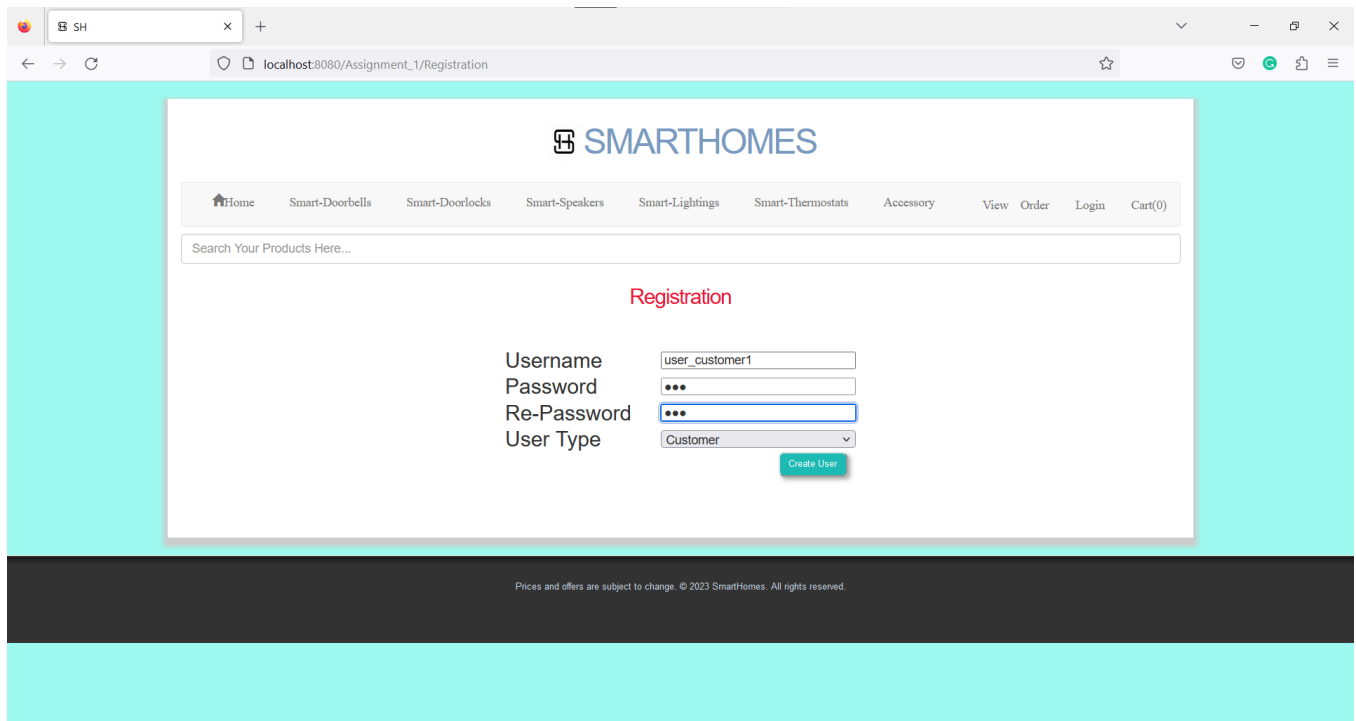 SH
localhost:8080/Assignment_1/Registration
SMARTHOMES
Home Smart-Doorbells Smart-Doorlocks Smart-Speakers Smart-Lightings Smart-Thermostats Accessory View Order Login Cart(0)
Search Your Products Here...
Registration
Username user_customer1
Password •••
Re-Password •••
User Type Customer
Create User
Prices and offers are subject to change. © 2023 SmartHomes. All rights reserved.